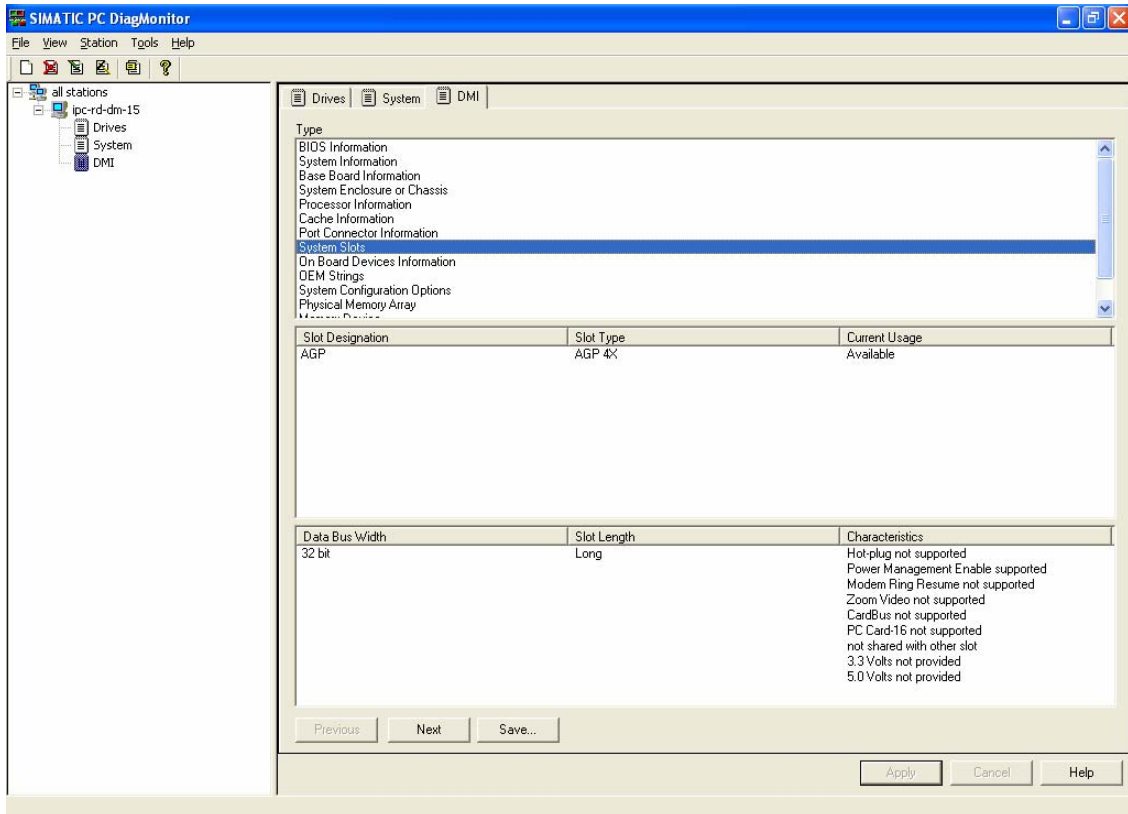 SIMATIC PC DiagMonitor
File View Station Tools Help
all stations
ipc-rd-dm-15
Drives
System
DMI
Drives System DMI
Type
BIOS Information
System Information
Base Board Information
System Enclosure or Chassis
Processor Information
Cache Information
Port Connector Information
System Slots
On Board Devices Information
OEM Strings
System Configuration Options
Physical Memory Array
Memory Device
Slot Designation Slot Type Current Usage
AGP AGP 4X Available
Data Bus Width Slot Length Characteristics
32 bit Long Hot-plug not supported
Power Management Enable supported
Modem Ring Resume not supported
Zoom Video not supported
CardBus not supported
PC Card-16 not supported
not shared with other slot
3.3 Volts not provided
5.0 Volts not provided
Previous Next Save...
Apply Cancel Help